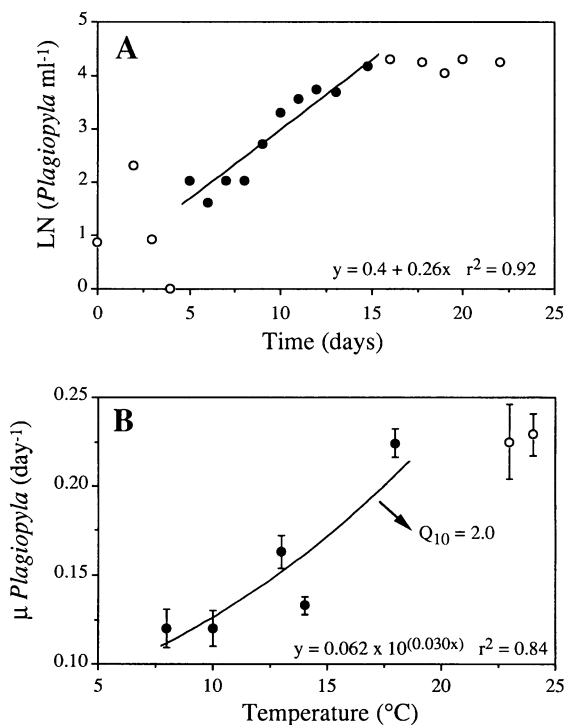 A
5
4
3
2
1
0
LN (Plagiopyla ml⁻¹)
y = 0.4 + 0.26x r² = 0.92
0 5 10 15 20 25
Time (days)
B
0.25
0.20
0.15
0.10
μ Plagiopyla (day⁻¹)
Q₁₀ = 2.0
y = 0.062 x 10⁽⁰·⁰³⁰ˣ⁾ r² = 0.84
5 10 15 20 25
Temperature (°C)